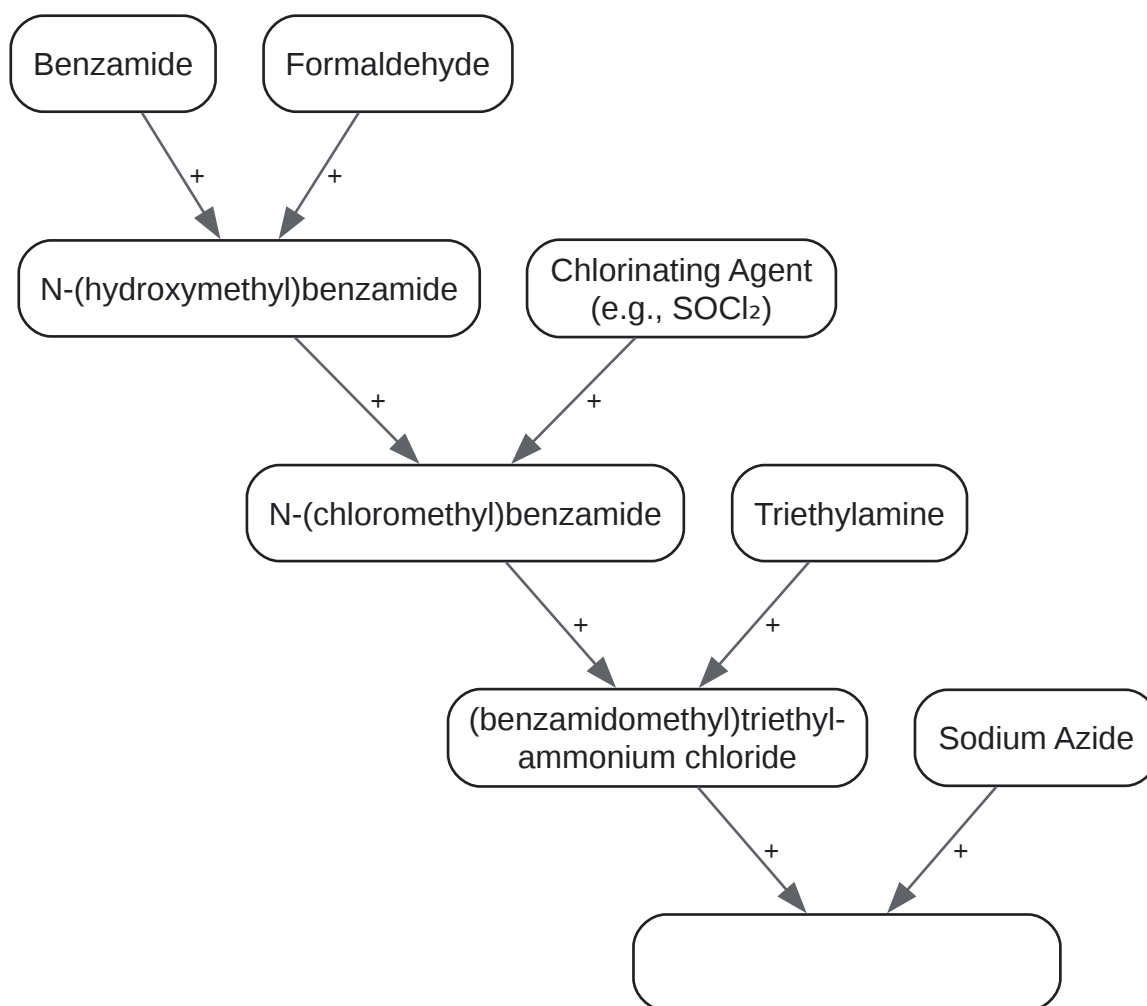 Benzamide
Formaldehyde
+
+
N-(hydroxymethyl)benzamide
Chlorinating Agent
(e.g., SOCl₂)
+
+
N-(chloromethyl)benzamide
Triethylamine
+
+
(benzamidomethyl)triethyl-
ammonium chloride
Sodium Azide
+
+